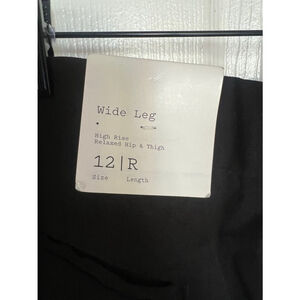 Wide Leg
High Rise
Relaxed Hip & Thigh
12|R
Size Length